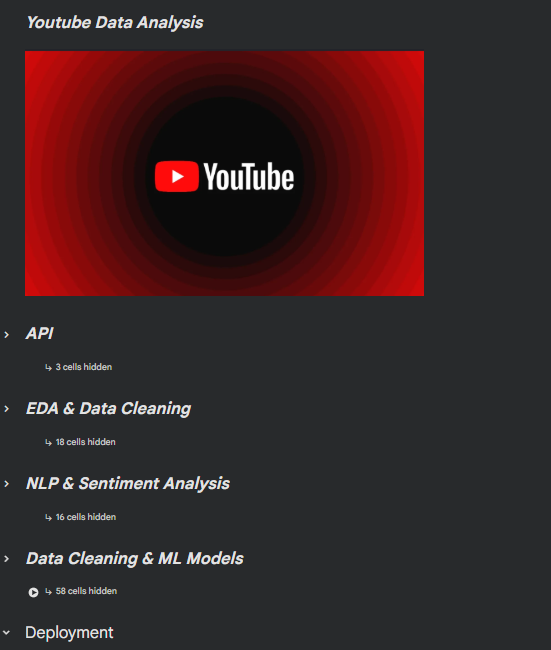 Youtube Data Analysis
YouTube
API
3 cells hidden
EDA & Data Cleaning
18 cells hidden
NLP & Sentiment Analysis
16 cells hidden
Data Cleaning & ML Models
58 cells hidden
Deployment